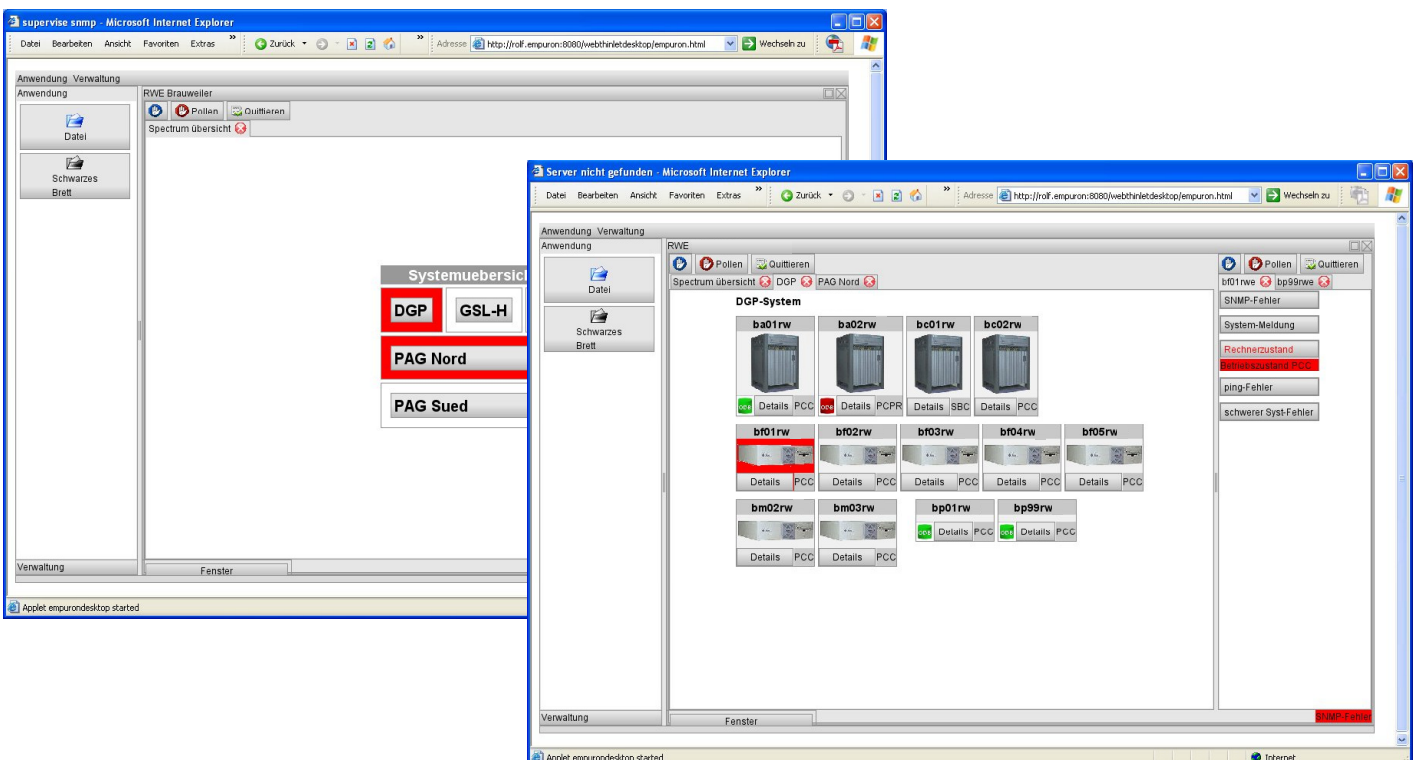 supervise snmp - Microsoft Internet Explorer
Datei Bearbeiten Ansicht Favoriten Extras » Zurück » Adresse http://rolf.empuron:8080/webthinletdesktop/empuron.html Wechseln zu
Anwendung Verwaltung
Anwendung
Datei
Schwarzes
Brett
Verwaltung
RWE Brauweiler
Pollen Quittieren
Spectrum übersicht
Systemuebersic
DGP GSL-H
PAG Nord
PAG Sued
Fenster
Applet empurondesktop started
Server nicht gefunden - Microsoft Internet Explorer
Datei Bearbeiten Ansicht Favoriten Extras » Zurück » Adresse http://rolf.empuron:8080/webthinletdesktop/empuron.html Wechseln zu
Anwendung Verwaltung
Anwendung
Datei
Schwarzes
Brett
Verwaltung
RWE
Pollen Quittieren
Spectrum übersicht DGP PAG Nord
DGP-System
ba01rw ba02rw bc01rw bc02rw
ODB Details PCC ODB Details PCPR Details SBC Details PCC
bf01rw bf02rw bf03rw bf04rw bf05rw
Details PCC Details PCC Details PCC Details PCC Details PCC
bm02rw bm03rw bp01rw bp99rw
ODB Details PCC ODB Details PCC
Details PCC Details PCC
Fenster
Pollen Quittieren
bf01rwe bp99rwe
SNMP-Fehler
System-Meldung
Rechnerzustand
Betriebszustand PCC
ping-Fehler
schwerer Syst-Fehler
SNMP-Fehler
Applet empurondesktop started
Internet